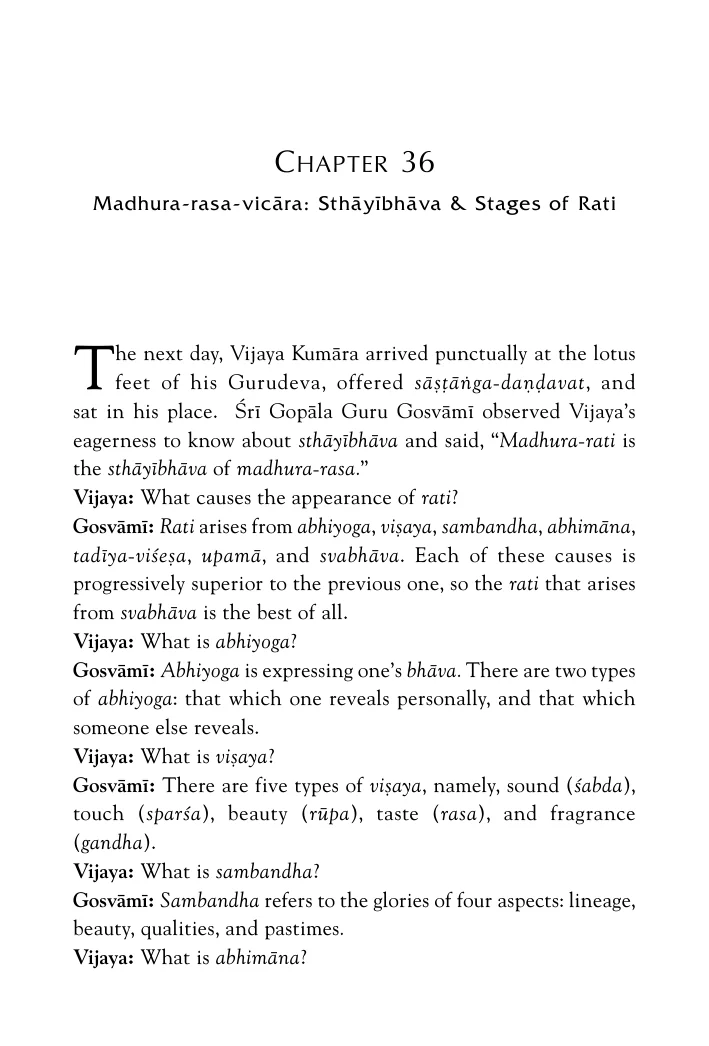 CHAPTER 36
Madhura-rasa-vicāra: Sthāyībhāva & Stages of Rati
The next day, Vijaya Kumāra arrived punctually at the lotus
feet of his Gurudeva, offered sāṣṭāṅga-daṇḍavat, and
sat in his place. Śrī Gopāla Guru Gosvāmī observed Vijaya’s
eagerness to know about sthāyībhāva and said, “Madhura-rati is
the sthāyībhāva of madhura-rasa.”
Vijaya: What causes the appearance of rati?
Gosvāmī: Rati arises from abhiyoga, viṣaya, sambandha, abhimāna,
tadīya-viśeṣa, upamā, and svabhāva. Each of these causes is
progressively superior to the previous one, so the rati that arises
from svabhāva is the best of all.
Vijaya: What is abhiyoga?
Gosvāmī: Abhiyoga is expressing one’s bhāva. There are two types
of abhiyoga: that which one reveals personally, and that which
someone else reveals.
Vijaya: What is viṣaya?
Gosvāmī: There are five types of viṣaya, namely, sound (śabda),
touch (sparśa), beauty (rūpa), taste (rasa), and fragrance
(gandha).
Vijaya: What is sambandha?
Gosvāmī: Sambandha refers to the glories of four aspects: lineage,
beauty, qualities, and pastimes.
Vijaya: What is abhimāna?